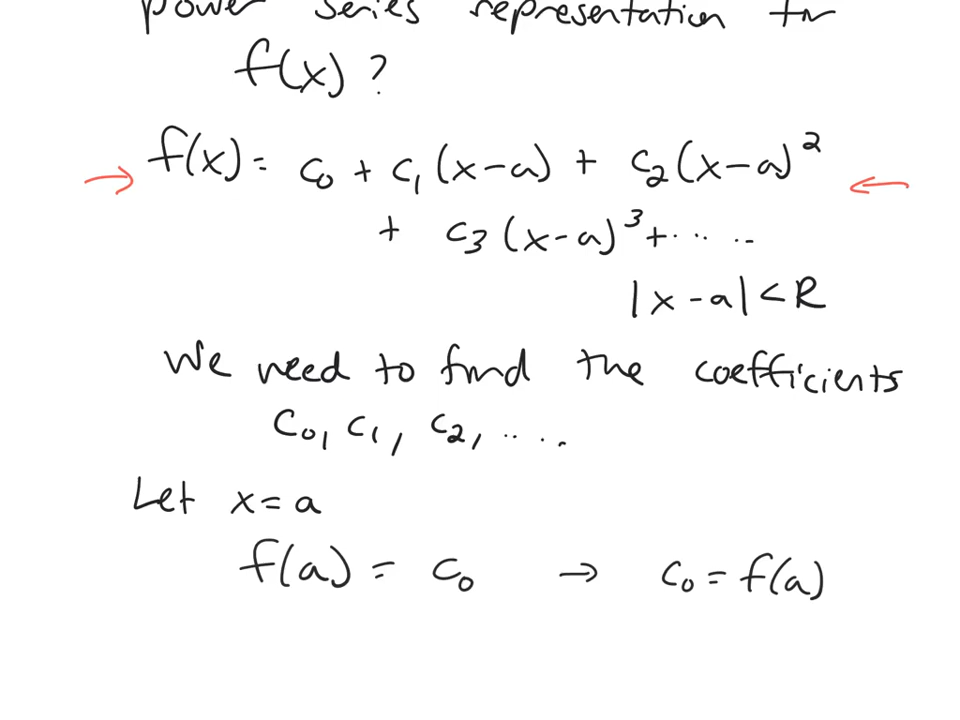 power series representation for
f(x) ?
→ f(x) = c₀ + c₁(x-a) + c₂(x-a)² ←
+ c₃(x-a)³ + ....
|x-a| < R
We need to find the coefficients
c₀, c₁, c₂, ....
Let x = a
f(a) = c₀ → c₀ = f(a)